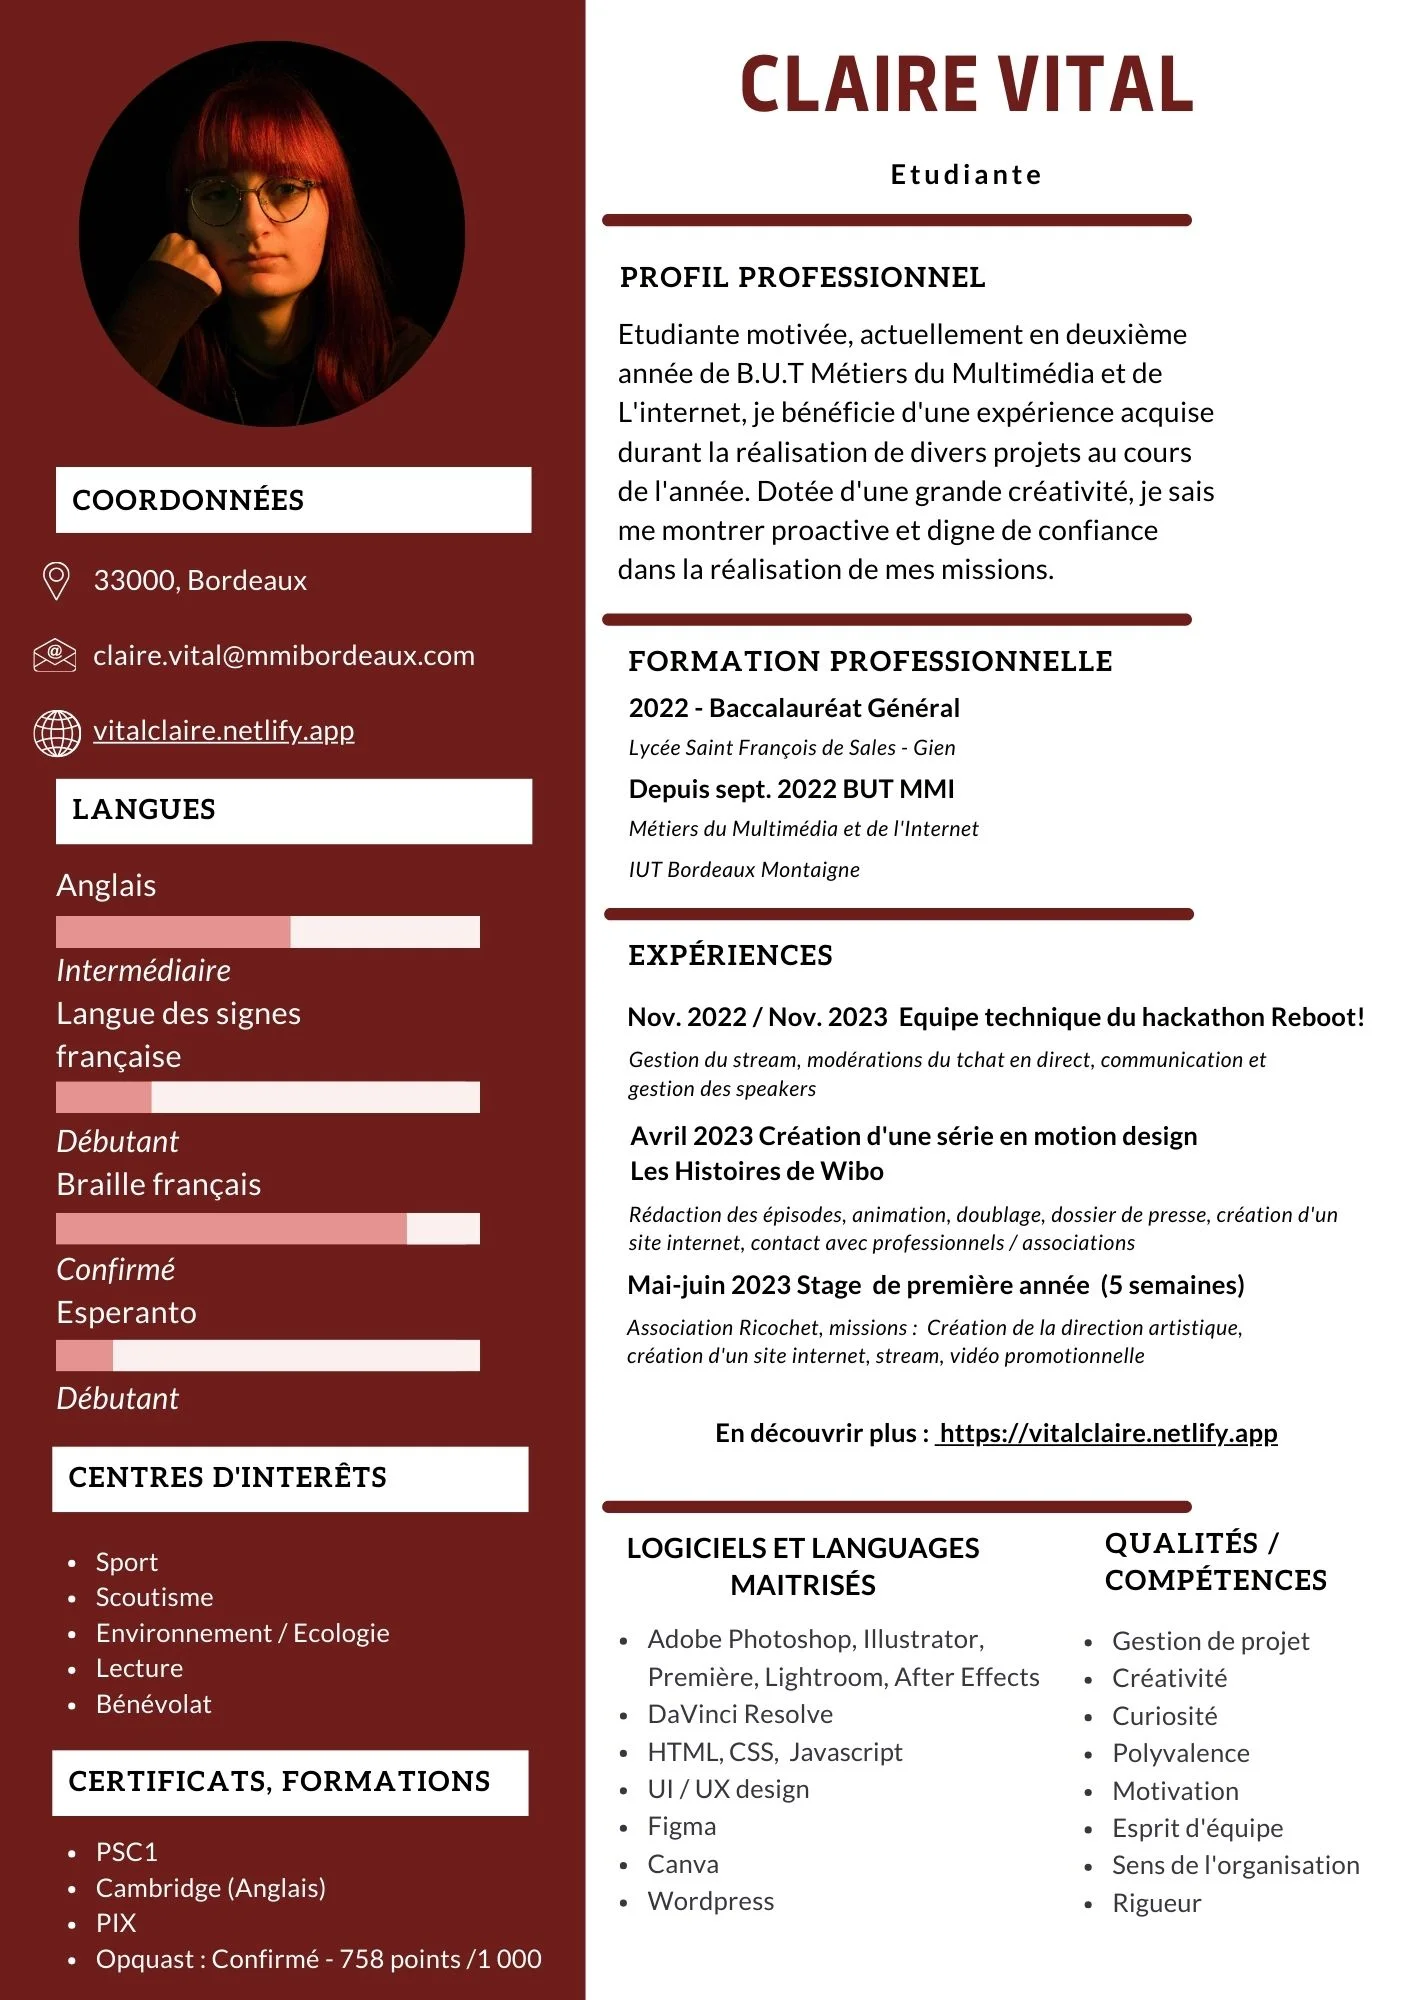 CLAIRE VITAL
Etudiante
COORDONNÉES
33000, Bordeaux
claire.vital@mmibordeaux.com
vitalclaire.netlify.app
LANGUES
Anglais
Intermédiaire
Langue des signes
française
Débutant
Braille français
Confirmé
Esperanto
Débutant
CENTRES D'INTERÊTS
• Sport
• Scoutisme
• Environnement / Ecologie
• Lecture
• Bénévolat
CERTIFICATS, FORMATIONS
• PSC1
• Cambridge (Anglais)
• PIX
• Opquast : Confirmé - 758 points /1 000
PROFIL PROFESSIONNEL
Etudiante motivée, actuellement en deuxième
année de B.U.T Métiers du Multimédia et de
L'internet, je bénéficie d'une expérience acquise
durant la réalisation de divers projets au cours
de l'année. Dotée d'une grande créativité, je sais
me montrer proactive et digne de confiance
dans la réalisation de mes missions.
FORMATION PROFESSIONNELLE
2022 - Baccalauréat Général
Lycée Saint François de Sales - Gien
Depuis sept. 2022 BUT MMI
Métiers du Multimédia et de l'Internet
IUT Bordeaux Montaigne
EXPÉRIENCES
Nov. 2022 / Nov. 2023 Equipe technique du hackathon Reboot!
Gestion du stream, modérations du tchat en direct, communication et
gestion des speakers
Avril 2023 Création d'une série en motion design
Les Histoires de Wibo
Rédaction des épisodes, animation, doublage, dossier de presse, création d'un
site internet, contact avec professionnels / associations
Mai-juin 2023 Stage de première année (5 semaines)
Association Ricochet, missions : Création de la direction artistique,
création d'un site internet, stream, vidéo promotionnelle
En découvrir plus : https://vitalclaire.netlify.app
LOGICIELS ET LANGUAGES
MAITRISÉS
• Adobe Photoshop, Illustrator,
Première, Lightroom, After Effects
• DaVinci Resolve
• HTML, CSS, Javascript
• UI / UX design
• Figma
• Canva
• Wordpress
QUALITÉS /
COMPÉTENCES
• Gestion de projet
• Créativité
• Curiosité
• Polyvalence
• Motivation
• Esprit d'équipe
• Sens de l'organisation
• Rigueur